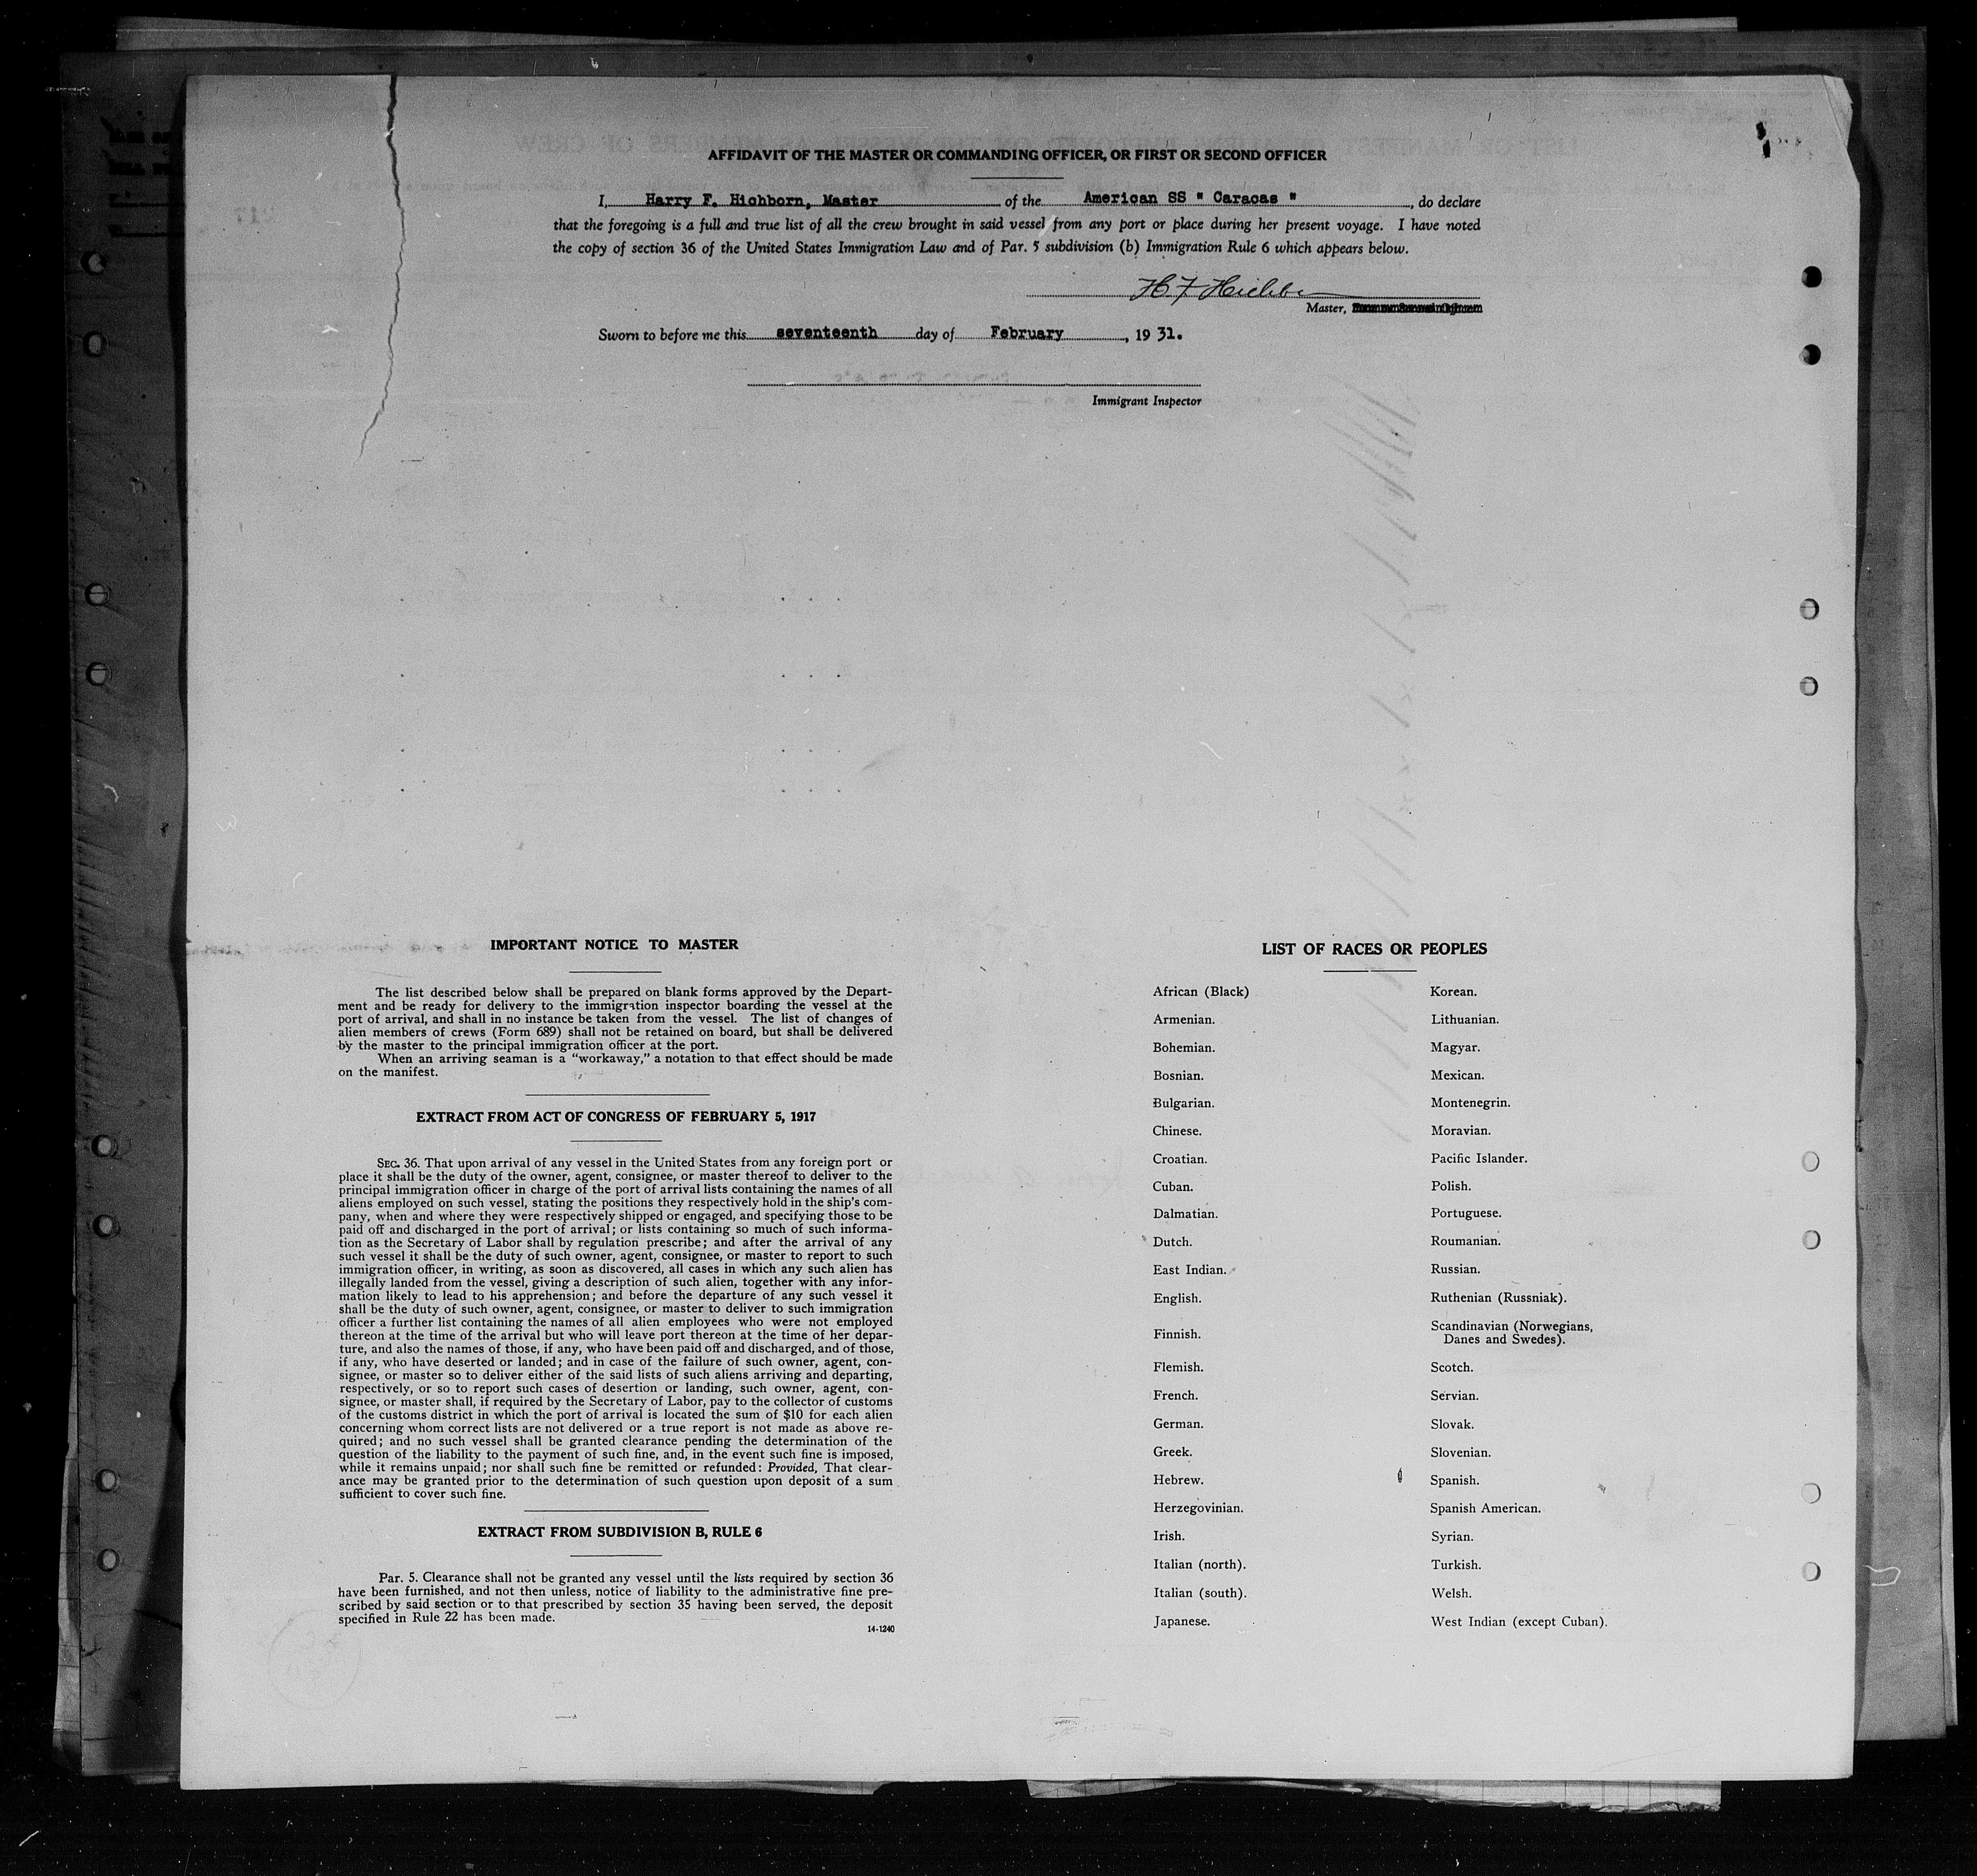 AFFIDAVIT OF THE MASTER OR COMMANDING OFFICER, OR FIRST OR SECOND OFFICER
I, Harry F. Hichborn, Master of the American SS " Caracas ", do declare
that the foregoing is a full and true list of all the crew brought in said vessel from any port or place during her present voyage. I have noted
the copy of section 36 of the United States Immigration Law and of Par. 5 subdivision (b) Immigration Rule 6 which appears below.
H F Hichborn
Master,
Sworn to before me this seventeenth day of February, 19 31.
Immigrant Inspector
IMPORTANT NOTICE TO MASTER
The list described below shall be prepared on blank forms approved by the Depart-
ment and be ready for delivery to the immigration inspector boarding the vessel at the
port of arrival, and shall in no instance be taken from the vessel. The list of changes of
alien members of crews (Form 689) shall not be retained on board, but shall be delivered
by the master to the principal immigration officer at the port.
When an arriving seaman is a "workaway," a notation to that effect should be made
on the manifest.
EXTRACT FROM ACT OF CONGRESS OF FEBRUARY 5, 1917
SEC. 36. That upon arrival of any vessel in the United States from any foreign port or
place it shall be the duty of the owner, agent, consignee, or master thereof to deliver to the
principal immigration officer in charge of the port of arrival lists containing the names of all
aliens employed on such vessel, stating the positions they respectively hold in the ship's com-
pany, when and where they were respectively shipped or engaged, and specifying those to be
paid off and discharged in the port of arrival; or lists containing so much of such informa-
tion as the Secretary of Labor shall by regulation prescribe; and after the arrival of any
such vessel it shall be the duty of such owner, agent, consignee, or master to report to such
immigration officer, in writing, as soon as discovered, all cases in which any such alien has
illegally landed from the vessel, giving a description of such alien, together with any infor-
mation likely to lead to his apprehension; and before the departure of any such vessel it
shall be the duty of such owner, agent, consignee, or master to deliver to such immigration
officer a further list containing the names of all alien employees who were not employed
thereon at the time of the arrival but who will leave port thereon at the time of her depar-
ture, and also the names of those, if any, who have been paid off and discharged, and of those,
if any, who have deserted or landed; and in case of the failure of such owner, agent, con-
signee, or master so to deliver either of the said lists of such aliens arriving and departing,
respectively, or so to report such cases of desertion or landing, such owner, agent, con-
signee, or master shall, if required by the Secretary of Labor, pay to the collector of customs
of the customs district in which the port of arrival is located the sum of $10 for each alien
concerning whom correct lists are not delivered or a true report is not made as above re-
quired; and no such vessel shall be granted clearance pending the determination of the
question of the liability to the payment of such fine, and, in the event such fine is imposed,
while it remains unpaid; nor shall such fine be remitted or refunded: Provided, That clear-
ance may be granted prior to the determination of such question upon deposit of a sum
sufficient to cover such fine.
EXTRACT FROM SUBDIVISION B, RULE 6
Par. 5. Clearance shall not be granted any vessel until the lists required by section 36
have been furnished, and not then unless, notice of liability to the administrative fine pre-
scribed by said section or to that prescribed by section 35 having been served, the deposit
specified in Rule 22 has been made.
14-1240
LIST OF RACES OR PEOPLES
African (Black)
Armenian.
Bohemian.
Bosnian.
Bulgarian.
Chinese.
Croatian.
Cuban.
Dalmatian.
Dutch.
East Indian.
English.
Finnish.
Flemish.
French.
German.
Greek.
Hebrew.
Herzegovinian.
Irish.
Italian (north).
Italian (south).
Japanese.
Korean.
Lithuanian.
Magyar.
Mexican.
Montenegrin.
Moravian.
Pacific Islander.
Polish.
Portuguese.
Roumanian.
Russian.
Ruthenian (Russniak).
Scandinavian (Norwegians,
Danes and Swedes).
Scotch.
Servian.
Slovak.
Slovenian.
Spanish.
Spanish American.
Syrian.
Turkish.
Welsh.
West Indian (except Cuban).